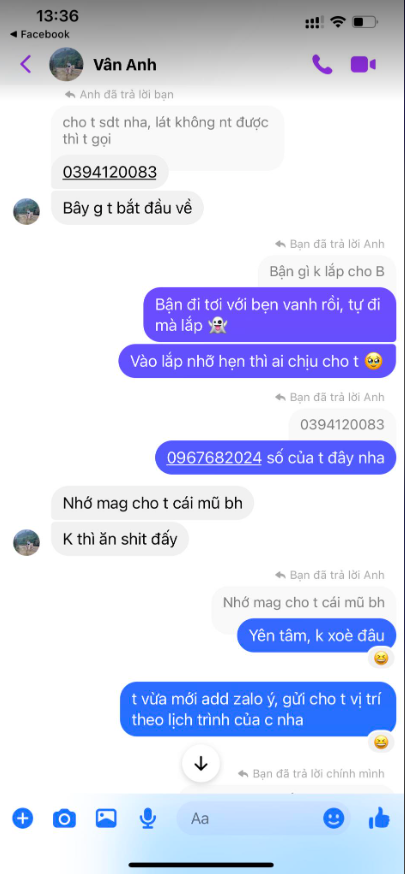 13:36
Facebook
Vân Anh
Anh đã trả lời bạn
cho t sdt nha, lát không nt được
thì t gọi
0394120083
Bây g t bắt đầu về
Bạn đã trả lời Anh
Bận gì k lắp cho B
Bận đi tới với bẹn vanh rồi, tự đi
mà lắp 👻
Vào lắp nhỡ hẹn thì ai chịu cho t 🥹
Bạn đã trả lời Anh
0394120083
0967682024 số của t đây nha
Nhớ mag cho t cái mũ bh
K thì ăn shit đấy
Bạn đã trả lời Anh
Nhớ mag cho t cái mũ bh
Yên tâm, k xoè đâu
t vừa mới add zalo ý, gửi cho t vị trí
theo lịch trình của c nha
Bạn đã trả lời chính mình
Aa